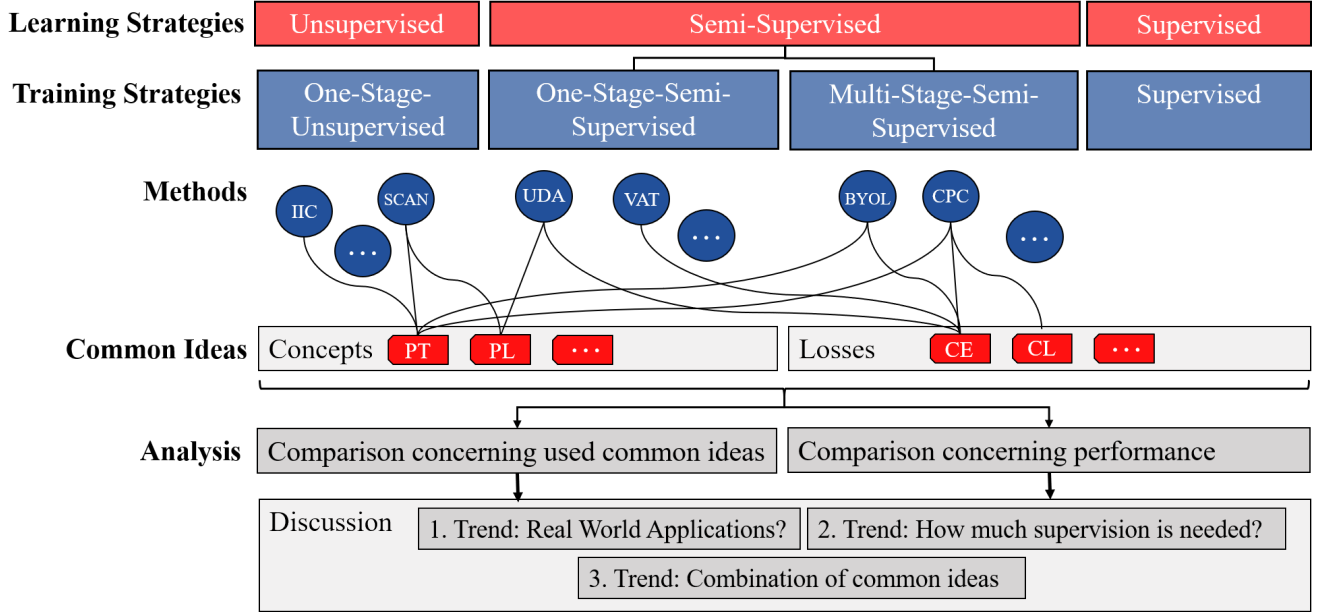 Learning Strategies Unsupervised Semi-Supervised Supervised
Training Strategies One-Stage- One-Stage-Semi- Multi-Stage-Semi- Supervised
Unsupervised Supervised Supervised
Methods IIC SCAN UDA VAT BYOL CPC
... ... ...
Common Ideas Concepts PT PL ... Losses CE CL ...
Analysis Comparison concerning used common ideas Comparison concerning performance
Discussion 1. Trend: Real World Applications? 2. Trend: How much supervision is needed?
3. Trend: Combination of common ideas